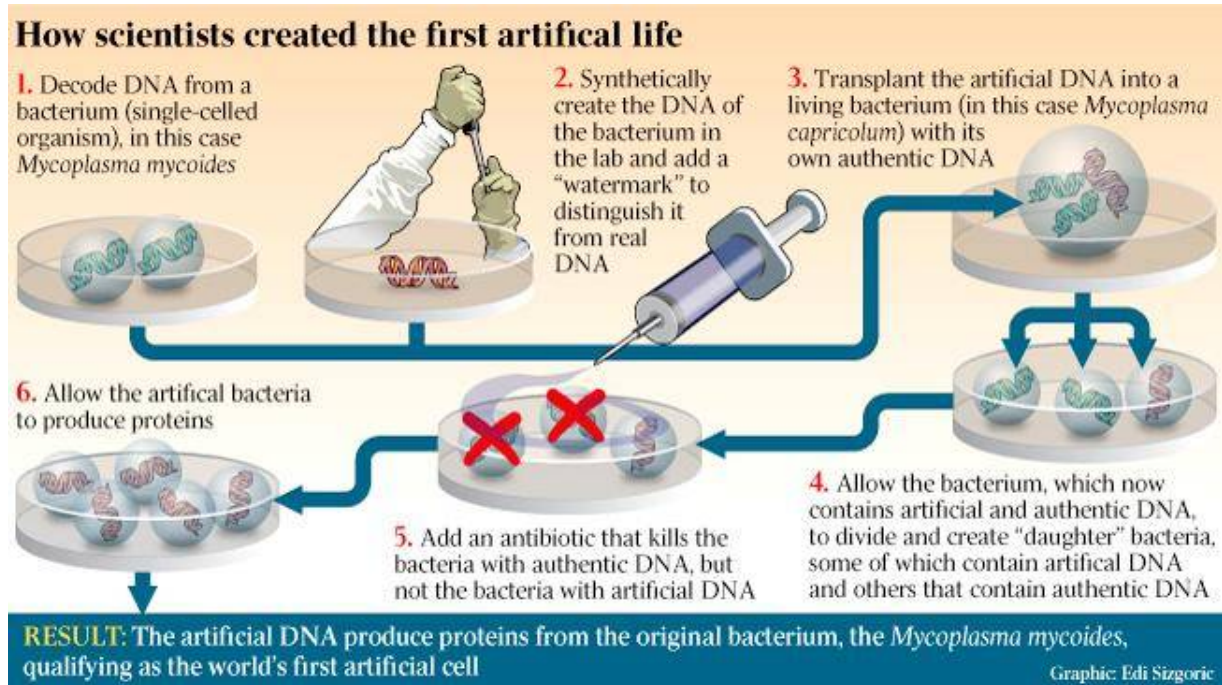 How scientists created the first artifical life
1. Decode DNA from a
bacterium (single-celled
organism), in this case
Mycoplasma mycoides
2. Synthetically
create the DNA of
the bacterium in
the lab and add a
“watermark” to
distinguish it
from real
DNA
3. Transplant the artificial DNA into a
living bacterium (in this case Mycoplasma
capricolum) with its
own authentic DNA
4. Allow the bacterium, which now
contains artificial and authentic DNA,
to divide and create “daughter” bacteria,
some of which contain artifical DNA
and others that contain authentic DNA
5. Add an antibiotic that kills the
bacteria with authentic DNA, but
not the bacteria with artificial DNA
6. Allow the artifical bacteria
to produce proteins
RESULT: The artificial DNA produce proteins from the original bacterium, the Mycoplasma mycoides,
qualifying as the world’s first artificial cell
Graphic: Edi Sizgoric